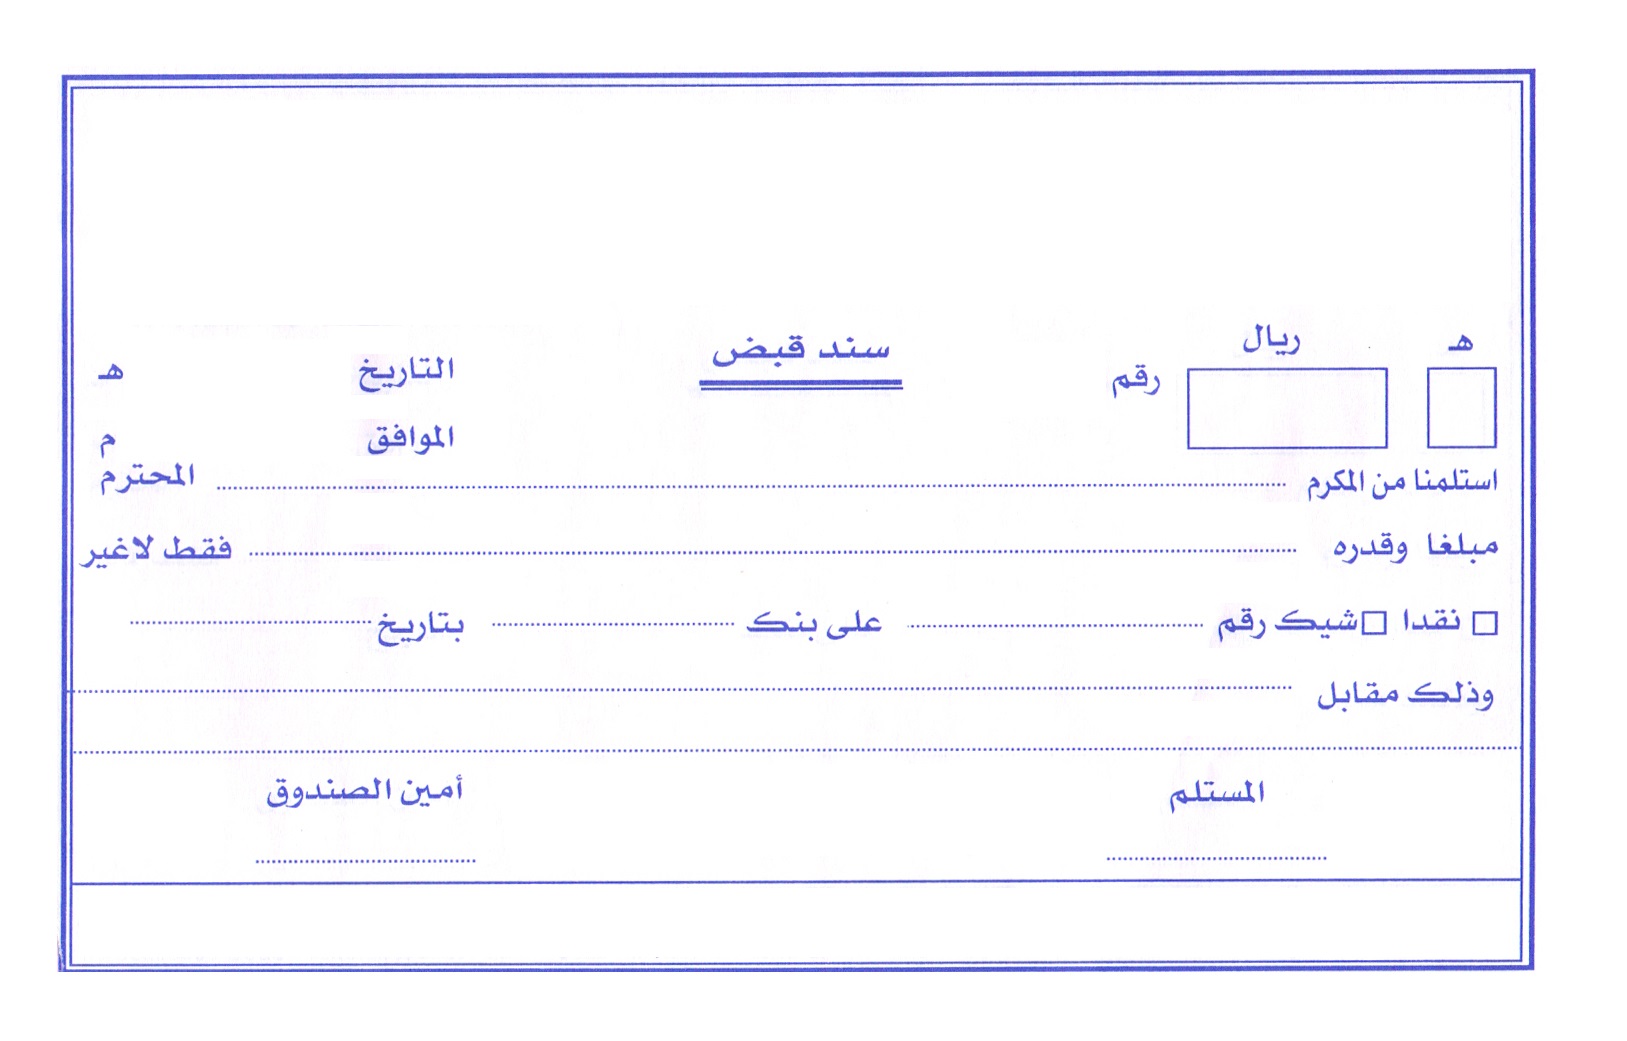 هـ ريال سند قبض
رقم التاريخ هـ
الموافق م
استلمنا من المكرم ........ المحترم
مبلغا وقدره ........ فقط لاغير
□ نقدا □ شيك رقم ........ على بنك ........ بتاريخ ........
وذلك مقابل ........
المستلم أمين الصندوق